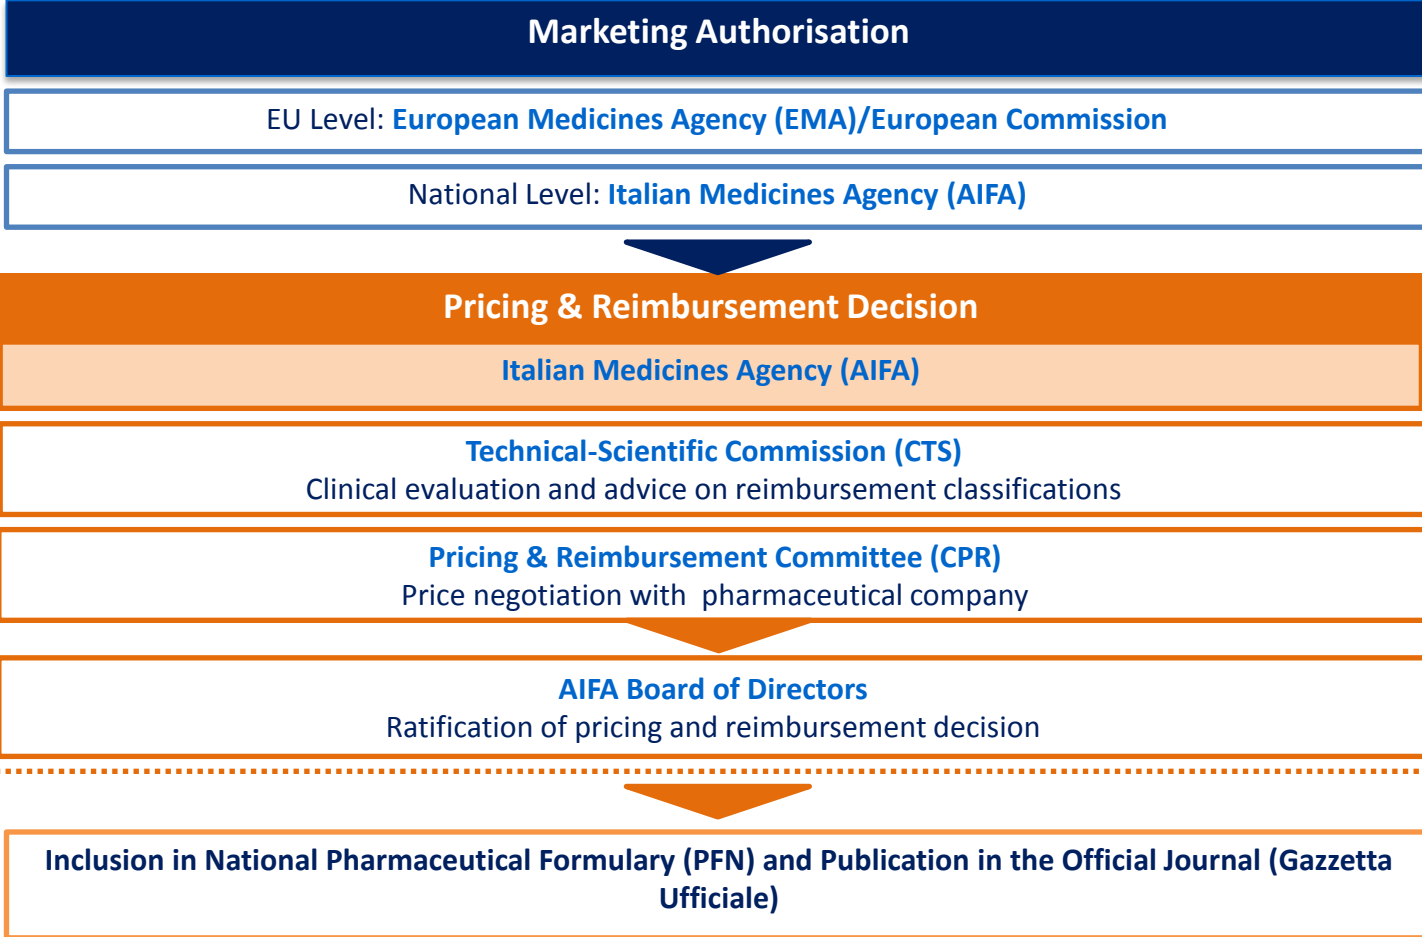 Marketing Authorisation
EU Level: European Medicines Agency (EMA)/European Commission
National Level: Italian Medicines Agency (AIFA)
Pricing & Reimbursement Decision
Italian Medicines Agency (AIFA)
Technical-Scientific Commission (CTS)
Clinical evaluation and advice on reimbursement classifications
Pricing & Reimbursement Committee (CPR)
Price negotiation with  pharmaceutical company
AIFA Board of Directors
Ratification of pricing and reimbursement decision
Inclusion in National Pharmaceutical Formulary (PFN) and Publication in the Official Journal (Gazzetta
Ufficiale)